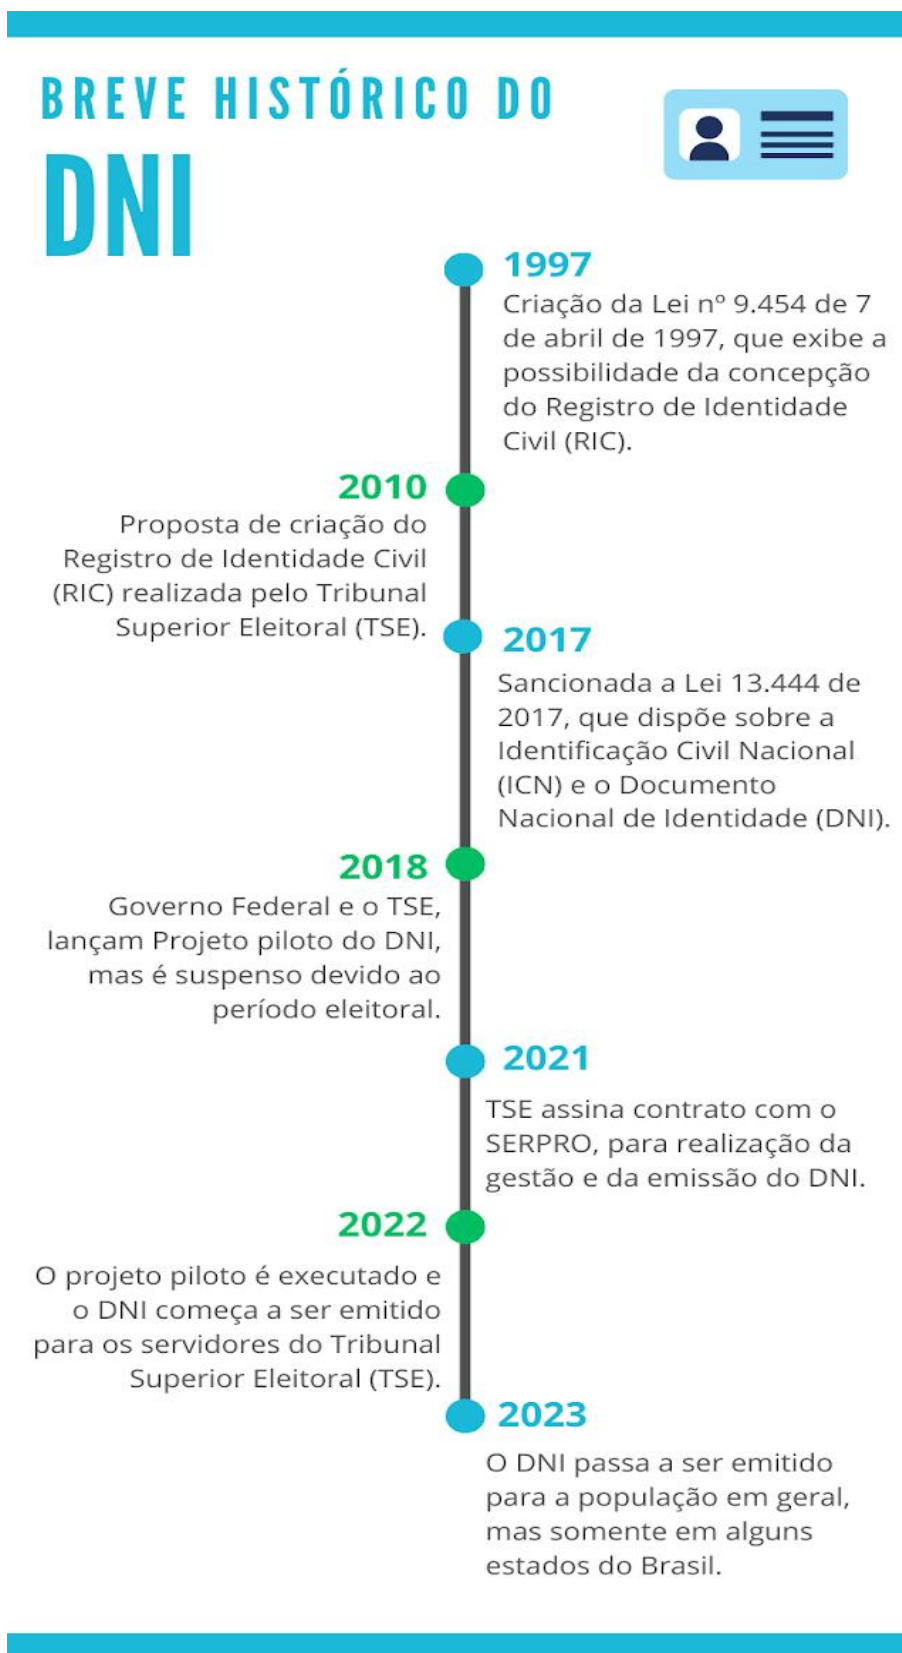 BREVE HISTÓRICO DO
DNI
1997
Criação da Lei nº 9.454 de 7
de abril de 1997, que exibe a
possibilidade da concepção
do Registro de Identidade
Civil (RIC).
2010
Proposta de criação do
Registro de Identidade Civil
(RIC) realizada pelo Tribunal
Superior Eleitoral (TSE).
2017
Sancionada a Lei 13.444 de
2017, que dispõe sobre a
Identificação Civil Nacional
(ICN) e o Documento
Nacional de Identidade (DNI).
2018
Governo Federal e o TSE,
lançam Projeto piloto do DNI,
mas é suspenso devido ao
período eleitoral.
2021
TSE assina contrato com o
SERPRO, para realização da
gestão e da emissão do DNI.
2022
O projeto piloto é executado e
o DNI começa a ser emitido
para os servidores do Tribunal
Superior Eleitoral (TSE).
2023
O DNI passa a ser emitido
para a população em geral,
mas somente em alguns
estados do Brasil.